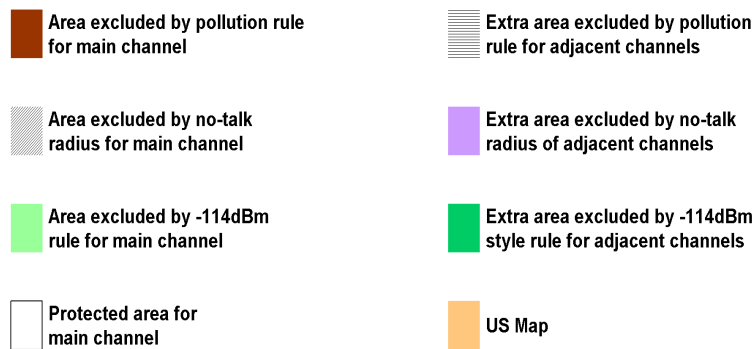 Area excluded by pollution rule
for main channel
Extra area excluded by pollution
rule for adjacent channels
Area excluded by no-talk
radius for main channel
Extra area excluded by no-talk
radius of adjacent channels
Area excluded by -114dBm
rule for main channel
Extra area excluded by -114dBm
style rule for adjacent channels
Protected area for
main channel
US Map